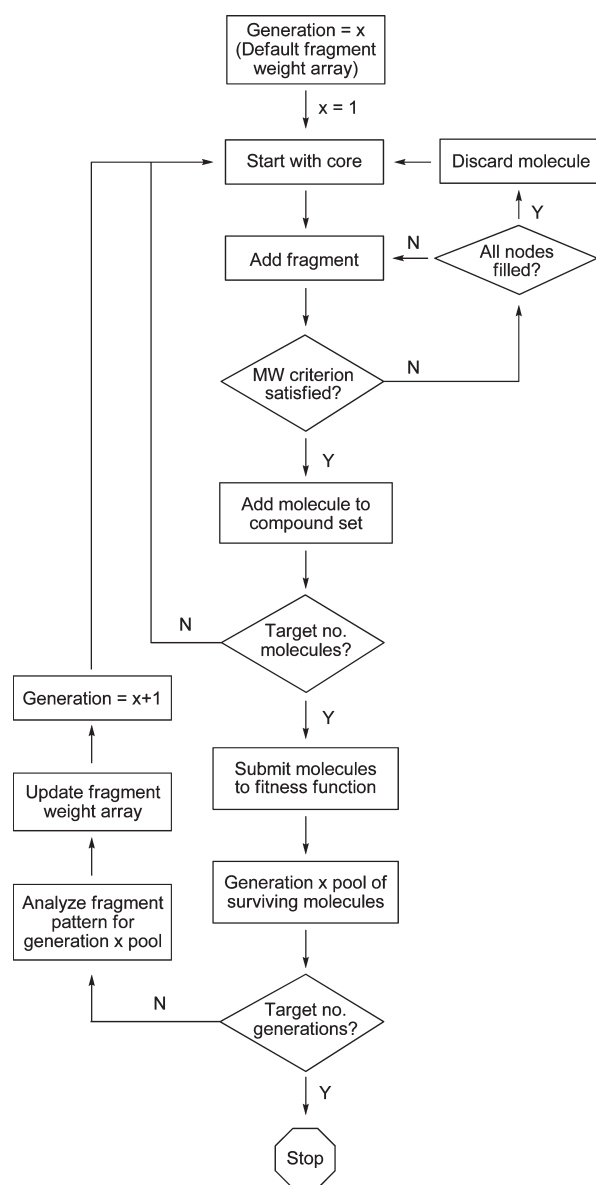 Generation = x
(Default fragment
weight array)
x = 1
Start with core
Discard molecule
Y
Add fragment
N
All nodes
filled?
MW criterion
satisfied?
N
Y
Add molecule to
compound set
Target no.
molecules?
N
Y
Generation = x+1
Submit molecules
to fitness function
Update fragment
weight array
Generation x pool of
surviving molecules
Analyze fragment
pattern for
generation x pool
Target no.
generations?
N
Y
Stop